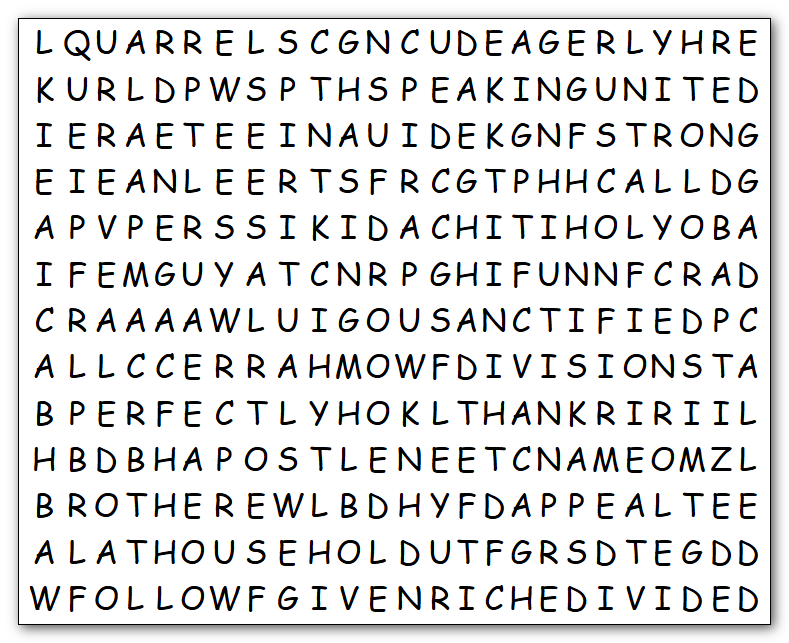 LQUARRELSCGNCUDEAGERLYHRE
KURLDPWSPTHSPEAKINGUNITED
IERAETEEINAUIDEKGNFSTRONG
EIEANLEERTSFRCGTPHHCALLDG
APVPERSSIKIDACHITIHOLYOBA
IFEMGUYATCNRPGHIFUNNFCRAD
CRAAAAWLUIGOUSANCTIFIEDPC
ALLCCERRAHMOWFDIVISIONSTA
BPERFECTLYHOKLTHANKRIRIIL
HBDBHAPOSTLENEETCNAMEOMZL
BROTHEREWLBDHYFDAPPEALTEE
ALATHOUSEHOLDUTFGRSDTEGDD
WFOLLOWFGIVENRICHEDIVIDED